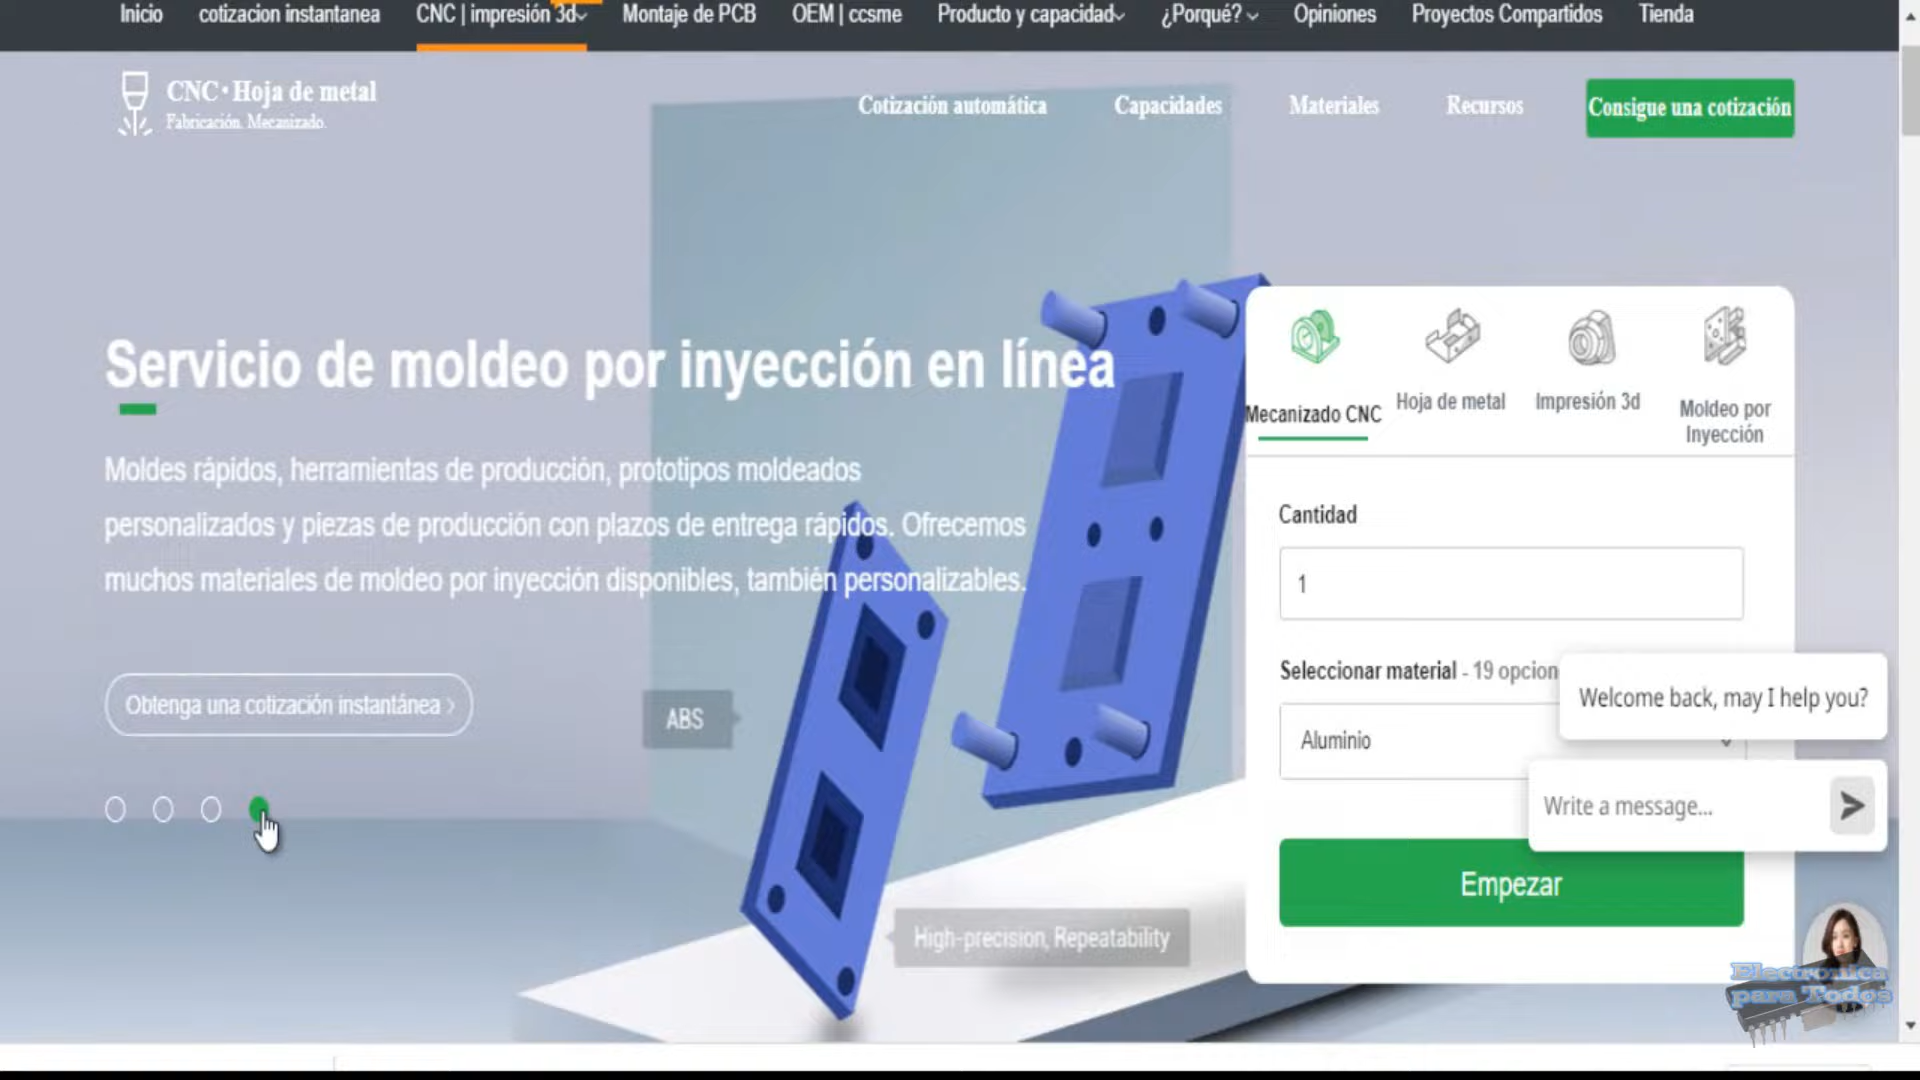 Inicio
cotizacion instantanea
CNC | impresión 3d
Montaje de PCB
OEM | ccsme
Producto y capacidad
¿Porqué?
Opiniones
Proyectos Compartidos
Tienda
CNC·Hoja de metal
Fabricación. Mecanizado.
Cotización automática
Capacidades
Materiales
Recursos
Consigue una cotización
Servicio de moldeo por inyección en línea
Moldes rápidos, herramientas de producción, prototipos moldeados
personalizados y piezas de producción con plazos de entrega rápidos. Ofrecemos
muchos materiales de moldeo por inyección disponibles, también personalizables.
Obtenga una cotización instantánea >
ABS
High-precision, Repeatability
Mecanizado CNC
Hoja de metal
Impresión 3d
Moldeo por
Inyección
Cantidad
1
Seleccionar material - 19 opcion
Aluminio
Welcome back, may I help you?
Write a message...
Empezar
Electronica
para Todos